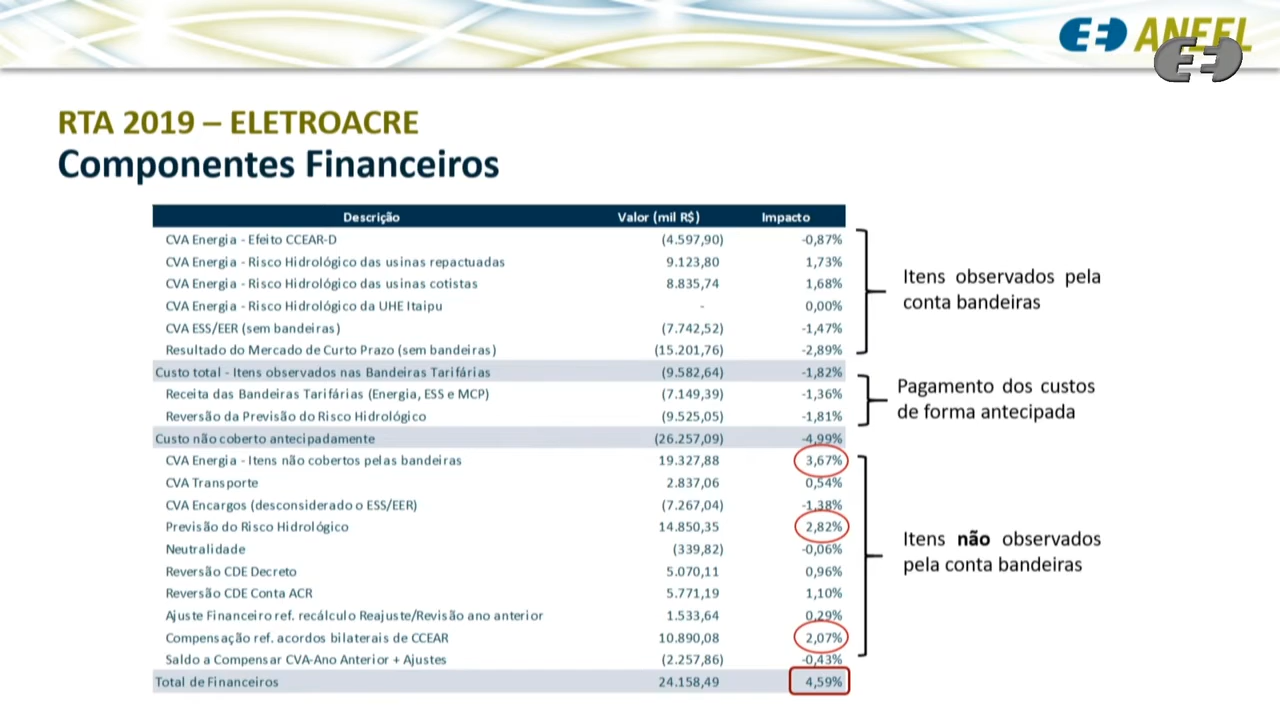 ANEEL
RTA 2019 – ELETROACRE
Componentes Financeiros
Descrição Valor (mil R$) Impacto
CVA Energia - Efeito CCEAR-D (4.597,90) -0,87%
CVA Energia - Risco Hidrológico das usinas repactuadas 9.123,80 1,73%
CVA Energia - Risco Hidrológico das usinas cotistas 8.835,74 1,68%
CVA Energia - Risco Hidrológico da UHE Itaipu - 0,00%
CVA ESS/EER (sem bandeiras) (7.742,52) -1,47%
Resultado do Mercado de Curto Prazo (sem bandeiras) (15.201,76) -2,89%
Custo total - Itens observados nas Bandeiras Tarifárias (9.582,64) -1,82%
Receita das Bandeiras Tarifárias (Energia, ESS e MCP) (7.149,39) -1,36%
Reversão da Previsão do Risco Hidrológico (9.525,05) -1,81%
Custo não coberto antecipadamente (26.257,09) -4,99%
CVA Energia - Itens não cobertos pelas bandeiras 19.327,88 3,67%
CVA Transporte 2.837,06 0,54%
CVA Encargos (desconsiderado o ESS/EER) (7.267,04) -1,38%
Previsão do Risco Hidrológico 14.850,35 2,82%
Neutralidade (339,82) -0,06%
Reversão CDE Decreto 5.070,11 0,96%
Reversão CDE Conta ACR 5.771,19 1,10%
Ajuste Financeiro ref. recálculo Reajuste/Revisão ano anterior 1.533,64 0,29%
Compensação ref. acordos bilaterais de CCEAR 10.890,08 2,07%
Saldo a Compensar CVA-Ano Anterior + Ajustes (2.257,86) -0,43%
Total de Financeiros 24.158,49 4,59%
Itens observados pela
conta bandeiras
Pagamento dos custos
de forma antecipada
Itens não observados
pela conta bandeiras